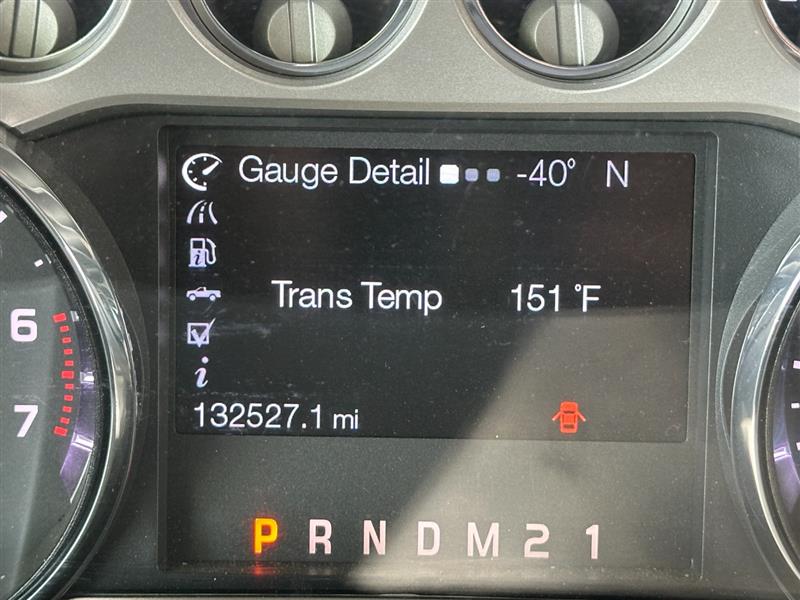 Gauge Detail -40° N
Trans Temp 151 °F
6
7
132527.1 mi
P R N D M 2 1